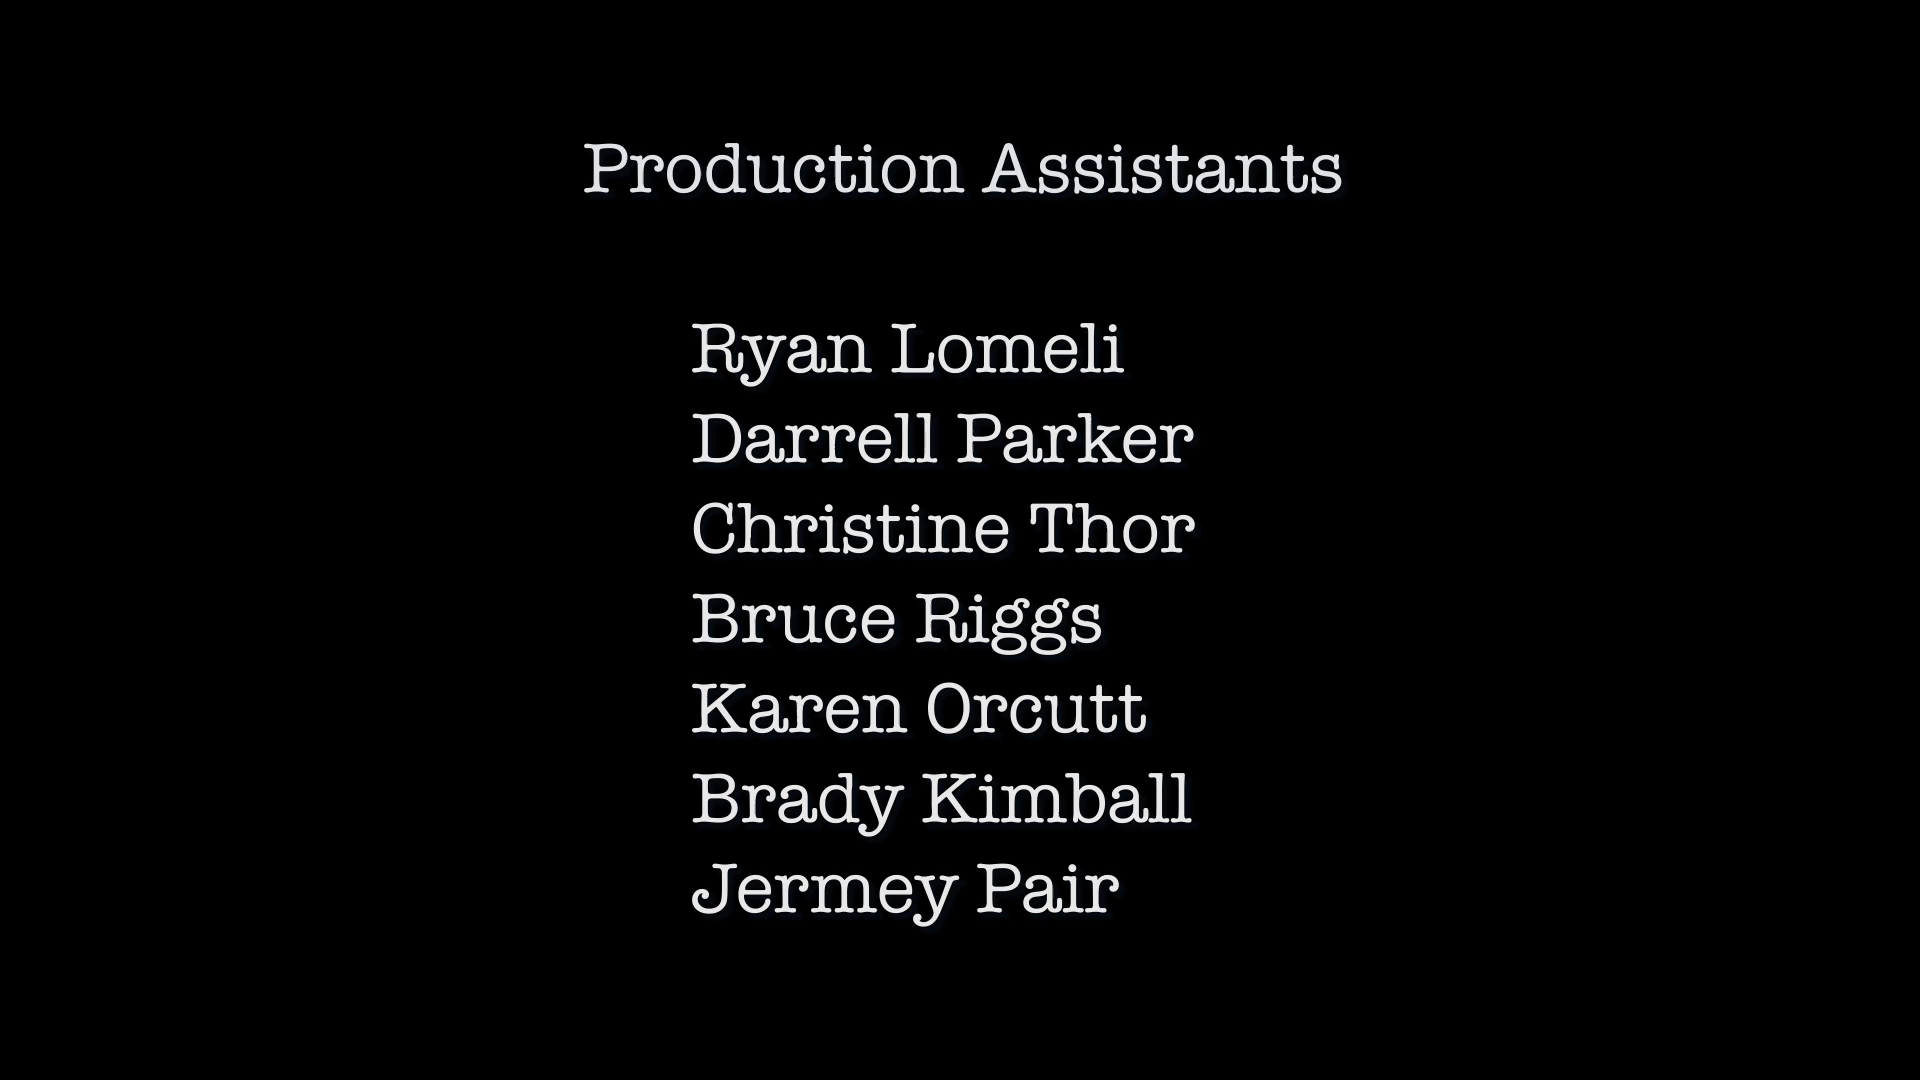 Production Assistants
Ryan Lomeli
Darrell Parker
Christine Thor
Bruce Riggs
Karen Orcutt
Brady Kimball
Jermey Pair